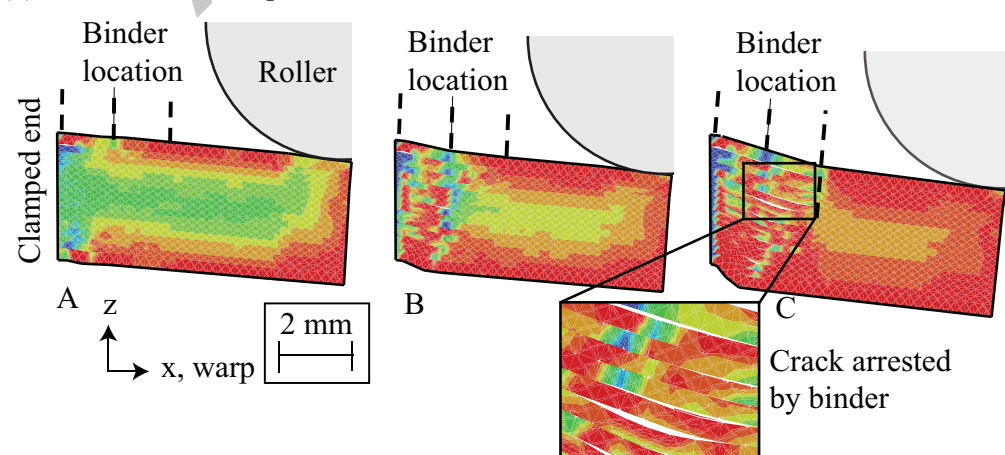 Binder
location
Roller
Clamped end
A
Binder
location
B
Binder
location
C
z
x, warp
2 mm
Crack arrested
by binder